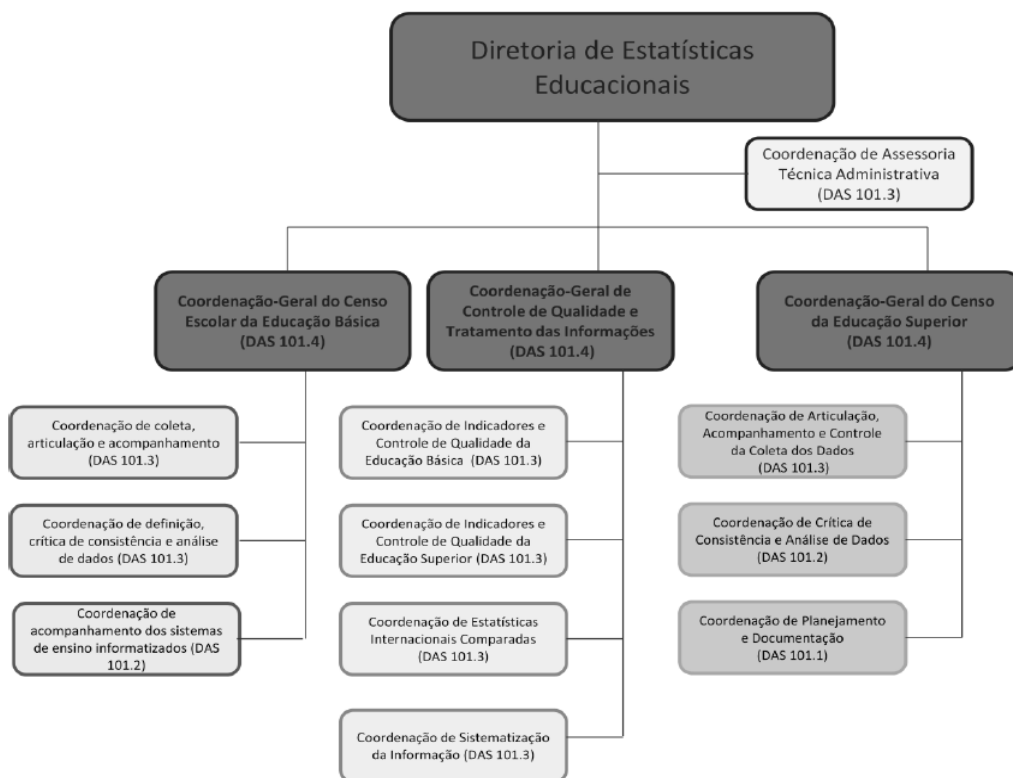 Diretoria de Estatísticas
Educacionais
Coordenação de Assessoria
Técnica Administrativa
(DAS 101.3)
Coordenação-Geral do Censo
Escolar da Educação Básica
(DAS 101.4)
Coordenação-Geral de
Controle de Qualidade e
Tratamento das Informações
(DAS 101.4)
Coordenação-Geral do Censo
da Educação Superior
(DAS 101.4)
Coordenação de coleta,
articulação e acompanhamento
(DAS 101.3)
Coordenação de definição,
crítica de consistência e análise
de dados (DAS 101.3)
Coordenação de
acompanhamento dos sistemas
de ensino informatizados (DAS
101.2)
Coordenação de Indicadores e
Controle de Qualidade da
Educação Básica (DAS 101.3)
Coordenação de Indicadores e
Controle de Qualidade da
Educação Superior (DAS 101.3)
Coordenação de Estatísticas
Internacionais Comparadas
(DAS 101.3)
Coordenação de Sistematização
da Informação (DAS 101.3)
Coordenação de Articulação,
Acompanhamento e Controle
da Coleta dos Dados
(DAS 101.3)
Coordenação de Crítica de
Consistência e Análise de Dados
(DAS 101.2)
Coordenação de Planejamento
e Documentação
(DAS 101.1)